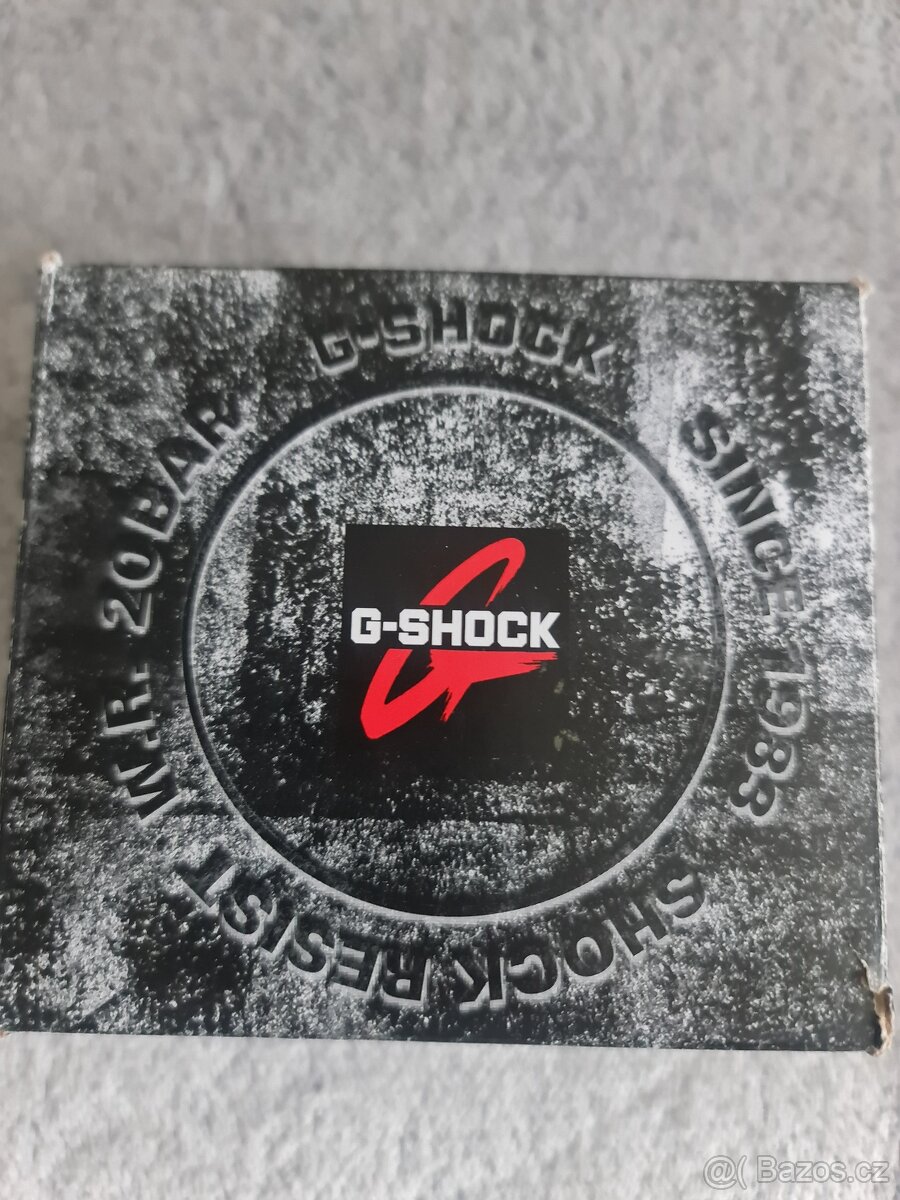 G-SHOCK
SINCE 1983
SHOCK RESIST
W.R. 20BAR
G-SHOCK
@( Bazos.cz